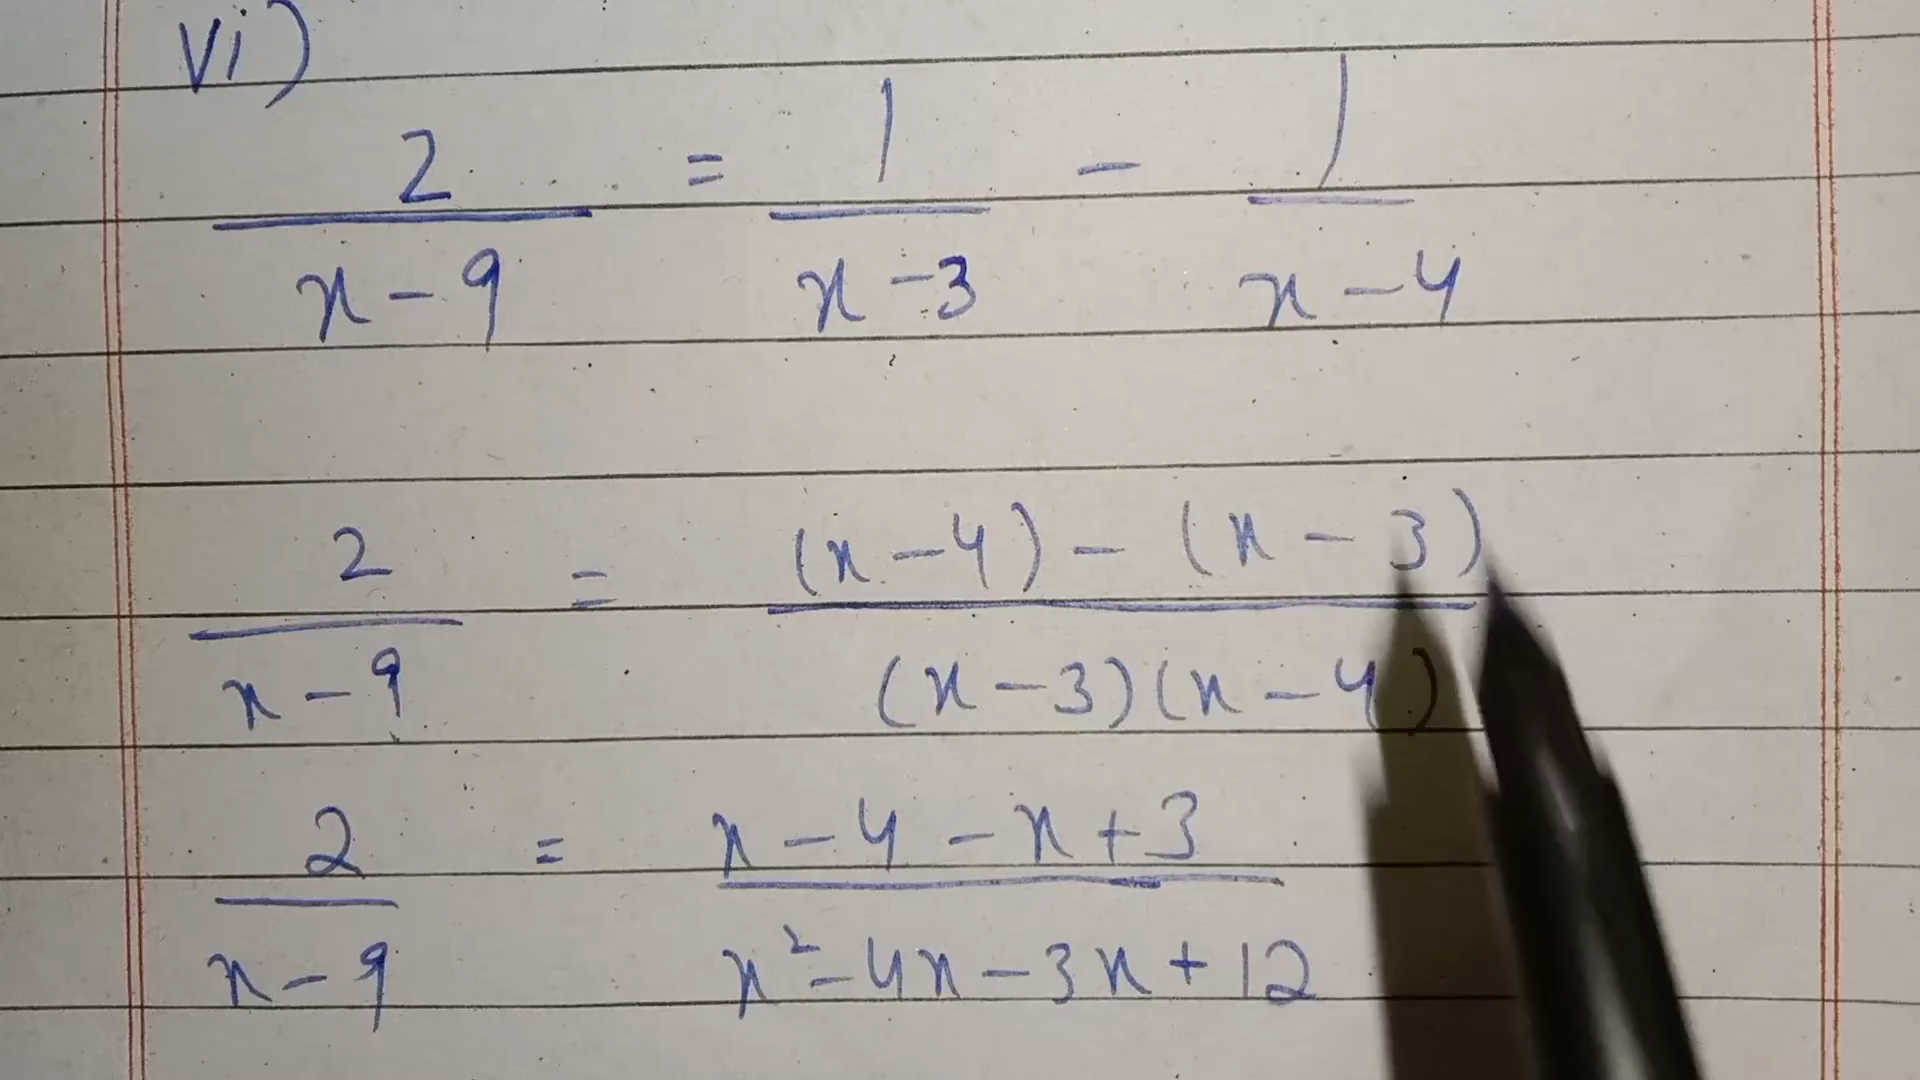 vi)
2/(x-9) = 1/(x-3) - 1/(x-4)
2/(x-9) = ((x-4)-(x-3))/((x-3)(x-4))
2/(x-9) = (x-4-x+3)/(x²-4x-3x+12)